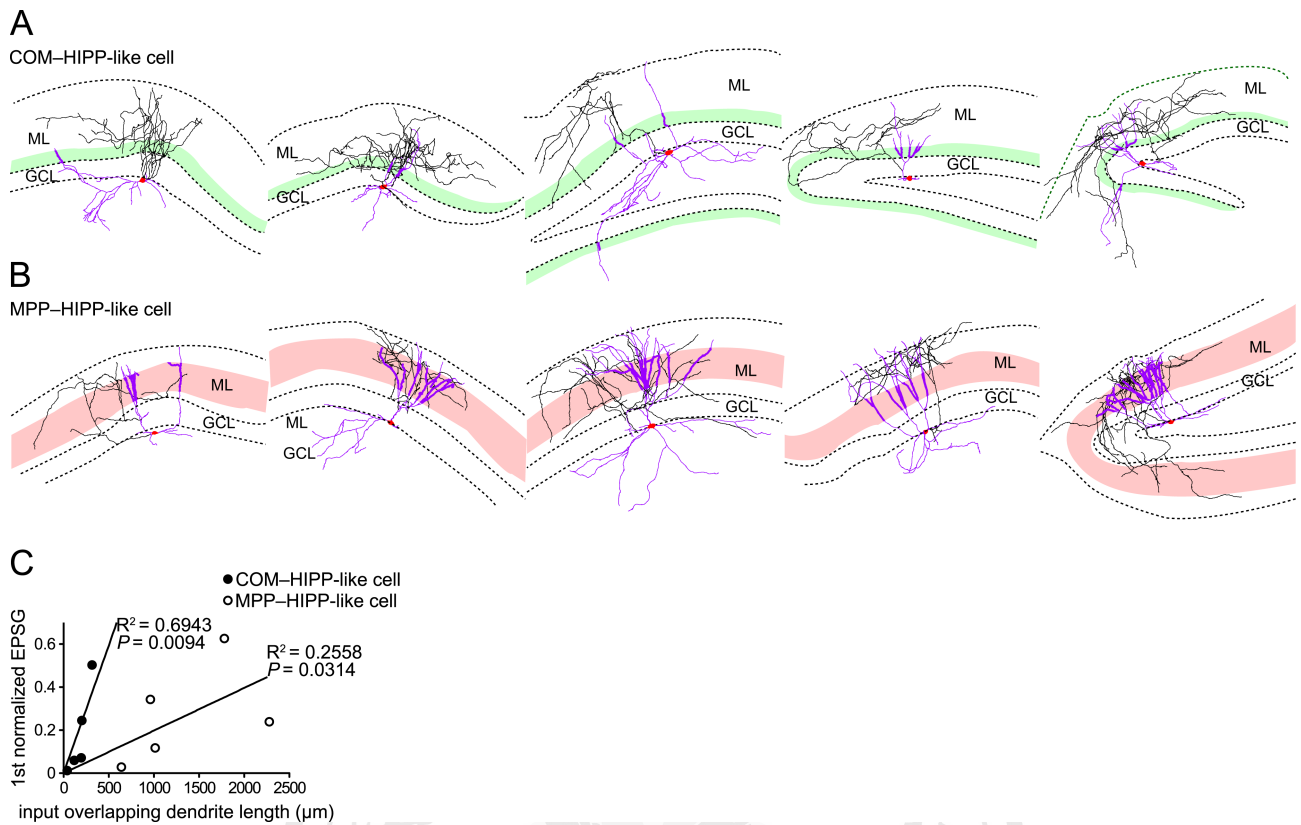 A
COM–HIPP-like cell
ML
GCL
ML
GCL
ML
GCL
ML
GCL
ML
GCL
B
MPP–HIPP-like cell
ML
GCL
ML
GCL
ML
GCL
ML
GCL
ML
GCL
C
COM–HIPP-like cell
MPP–HIPP-like cell
R² = 0.6943
P = 0.0094
R² = 0.2558
P = 0.0314
1st normalized EPSG
0.6
0.4
0.2
0
0 500 1000 1500 2000 2500
input overlapping dendrite length (μm)